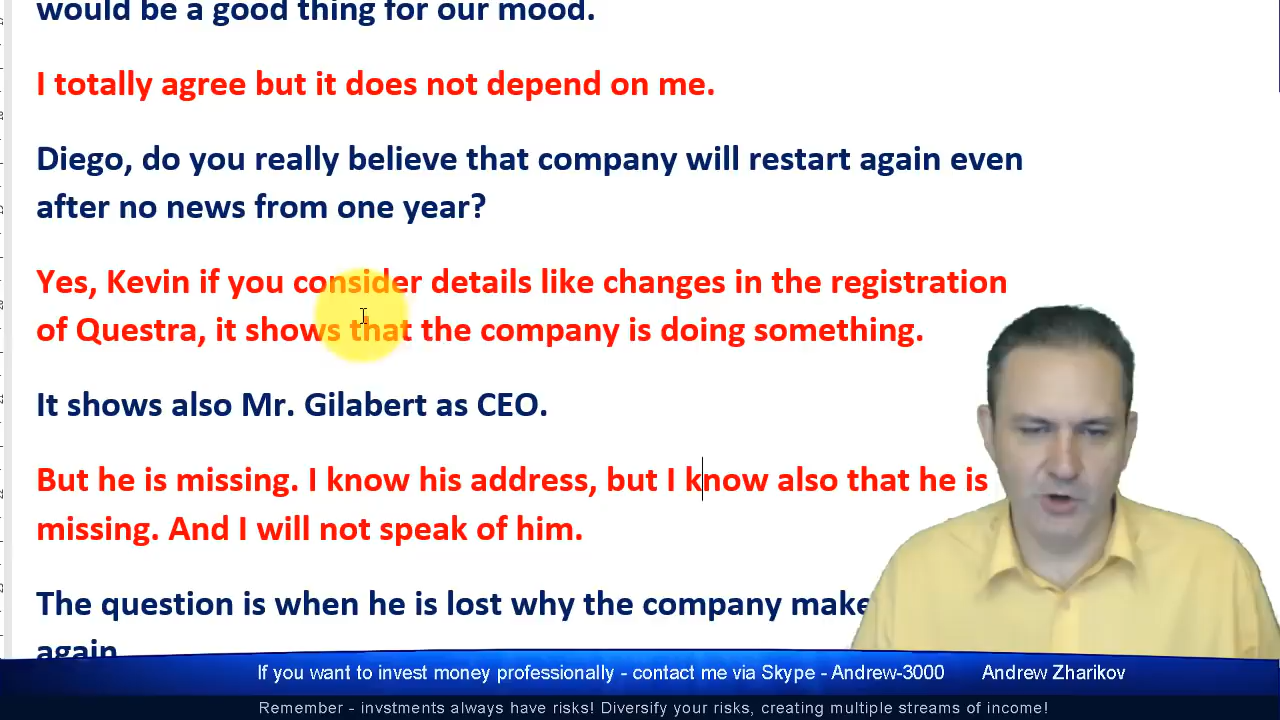 would be a good thing for our mood.
I totally agree but it does not depend on me.
Diego, do you really believe that company will restart again even
after no news from one year?
Yes, Kevin if you consider details like changes in the registration
of Questra, it shows that the company is doing something.
It shows also Mr. Gilabert as CEO.
But he is missing. I know his address, but I know also that he is
missing. And I will not speak of him.
The question is when he is lost why the company make
again
If you want to invest money professionally - contact me via Skype - Andrew-3000 Andrew Zharikov
Remember - invstments always have risks! Diversify your risks, creating multiple streams of income!